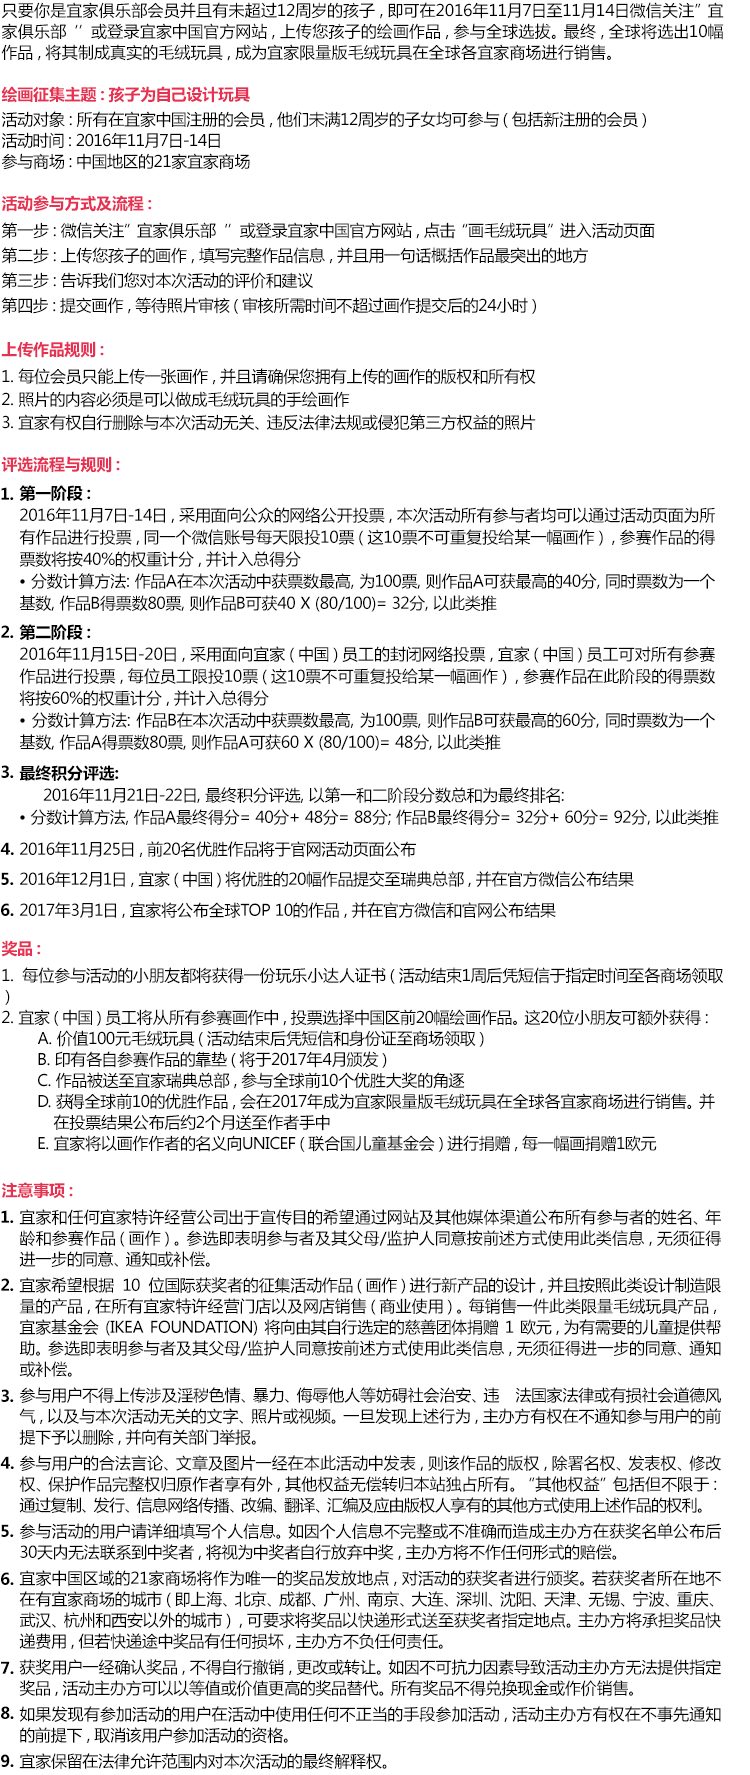 只要你是宜家俱乐部会员并且有未超过12周岁的孩子 , 即可在2016年11月7日至11月14日微信关注"宜
家俱乐部 " 或登录宜家中国官方网站 , 上传您孩子的绘画作品 , 参与全球选拔。最终 , 全球将选出10幅
作品 , 将其制成真实的毛绒玩具 , 成为宜家限量版毛绒玩具在全球各宜家商场进行销售。
绘画征集主题 : 孩子为自己设计玩具
活动对象 : 所有在宜家中国注册的会员 , 他们未满12周岁的子女均可参与 ( 包括新注册的会员 )
活动时间 : 2016年11月7日-14日
参与商场 : 中国地区的21家宜家商场
活动参与方式及流程 :
第一步 : 微信关注"宜家俱乐部 " 或登录宜家中国官方网站 , 点击"画毛绒玩具"进入活动页面
第二步 : 上传您孩子的画作 , 填写完整作品信息 , 并且用一句话概括作品最突出的地方
第三步 : 告诉我们您对本次活动的评价和建议
第四步 : 提交画作 , 等待照片审核 ( 审核所需时间不超过画作提交后的24小时 )
上传作品规则 :
1. 每位会员只能上传一张画作 , 并且请确保您拥有上传的画作的版权和所有权
2. 照片的内容必须是可以做成毛绒玩具的手绘画作
3. 宜家有权自行删除与本次活动无关、违反法律法规或侵犯第三方权益的照片
评选流程与规则 :
1. 第一阶段 :
2016年11月7日-14日 , 采用面向公众的网络公开投票 , 本次活动所有参与者均可以通过活动页面为所
有作品进行投票 , 同一个微信账号每天限投10票 ( 这10票不可重复投给某一幅画作 ) , 参赛作品的得
票数将按40%的权重计分 , 并计入总得分
• 分数计算方法: 作品A在本次活动中获票数最高, 为100票, 则作品A可获最高的40分, 同时票数为一个
基数, 作品B得票数80票, 则作品B可获40 X (80/100)= 32分, 以此类推
2. 第二阶段 :
2016年11月15日-20日 , 采用面向宜家 ( 中国 ) 员工的封闭网络投票 , 宜家 ( 中国 ) 员工可对所有参赛
作品进行投票 , 每位员工限投10票 ( 这10票不可重复投给某一幅画作 ) , 参赛作品在此阶段的得票数
将按60%的权重计分 , 并计入总得分
• 分数计算方法: 作品B在本次活动中获票数最高, 为100票, 则作品B可获最高的60分, 同时票数为一个
基数, 作品A得票数80票, 则作品A可获60 X (80/100)= 48分, 以此类推
3. 最终积分评选:
2016年11月21日-22日, 最终积分评选, 以第一和二阶段分数总和为最终排名:
• 分数计算方法, 作品A最终得分= 40分+ 48分= 88分; 作品B最终得分= 32分+ 60分= 92分, 以此类推
4. 2016年11月25日 , 前20名优胜作品将于官网活动页面公布
5. 2016年12月1日 , 宜家 ( 中国 ) 将优胜的20幅作品提交至瑞典总部 , 并在官方微信公布结果
6. 2017年3月1日 , 宜家将公布全球TOP 10的作品 , 并在官方微信和官网公布结果
奖品 :
1. 每位参与活动的小朋友都将获得一份玩乐小达人证书 ( 活动结束1周后凭短信于指定时间至各商场领取
)
2. 宜家 ( 中国 ) 员工将从所有参赛画作中 , 投票选择中国区前20幅绘画作品。这20位小朋友可额外获得 :
A. 价值100元毛绒玩具 ( 活动结束后凭短信和身份证至商场领取 )
B. 印有各自参赛作品的靠垫 ( 将于2017年4月颁发 )
C. 作品被送至宜家瑞典总部 , 参与全球前10个优胜大奖的角逐
D. 获得全球前10的优胜作品 , 会在2017年成为宜家限量版毛绒玩具在全球各宜家商场进行销售。并
在投票结果公布后约2个月送至作者手中
E. 宜家将以画作作者的名义向UNICEF ( 联合国儿童基金会 ) 进行捐赠 , 每一幅画捐赠1欧元
注意事项 :
1. 宜家和任何宜家特许经营公司出于宣传目的希望通过网站及其他媒体渠道公布所有参与者的姓名、年
龄和参赛作品 ( 画作 ) 。参选即表明参与者及其父母/监护人同意按前述方式使用此类信息 , 无须征得
进一步的同意、通知或补偿。
2. 宜家希望根据 10 位国际获奖者的征集活动作品 ( 画作 ) 进行新产品的设计 , 并且按照此类设计制造限
量的产品 , 在所有宜家特许经营门店以及网店销售 ( 商业使用 ) 。每销售一件此类限量毛绒玩具产品 ,
宜家基金会 (IKEA FOUNDATION) 将向由其自行选定的慈善团体捐赠 1 欧元 , 为有需要的儿童提供帮
助。参选即表明参与者及其父母/监护人同意按前述方式使用此类信息 , 无须征得进一步的同意、通知
或补偿。
3. 参与用户不得上传涉及淫秽色情、暴力、侮辱他人等妨碍社会治安、违 法国家法律或有损社会道德风
气 , 以及与本次活动无关的文字、照片或视频。一旦发现上述行为 , 主办方有权在不通知参与用户的前
提下予以删除 , 并向有关部门举报。
4. 参与用户的合法言论、文章及图片一经在本此活动中发表 , 则该作品的版权 , 除署名权、发表权、修改
权、保护作品完整权归原作者享有外 , 其他权益无偿转归本站独占所有。"其他权益"包括但不限于 :
通过复制、发行、信息网络传播、改编、翻译、汇编及应由版权人享有的其他方式使用上述作品的权利。
5. 参与活动的用户请详细填写个人信息。如因个人信息不完整或不准确而造成主办方在获奖名单公布后
30天内无法联系到中奖者 , 将视为中奖者自行放弃中奖 , 主办方将不作任何形式的赔偿。
6. 宜家中国区域的21家商场将作为唯一的奖品发放地点 , 对活动的获奖者进行颁奖。若获奖者所在地不
在有宜家商场的城市 ( 即上海、北京、成都、广州、南京、大连、深圳、沈阳、天津、无锡、宁波、重庆、
武汉、杭州和西安以外的城市 ) , 可要求将奖品以快递形式送至获奖者指定地点。主办方将承担奖品快
递费用 , 但若快递途中奖品有任何损坏 , 主办方不负任何责任。
7. 获奖用户一经确认奖品 , 不得自行撤销 , 更改或转让。如因不可抗力因素导致活动主办方无法提供指定
奖品 , 活动主办方可以以等值或价值更高的奖品替代。所有奖品不得兑换现金或作价销售。
8. 如果发现有参加活动的用户在活动中使用任何不正当的手段参加活动 , 活动主办方有权在不事先通知
的前提下 , 取消该用户参加活动的资格。
9. 宜家保留在法律允许范围内对本次活动的最终解释权。